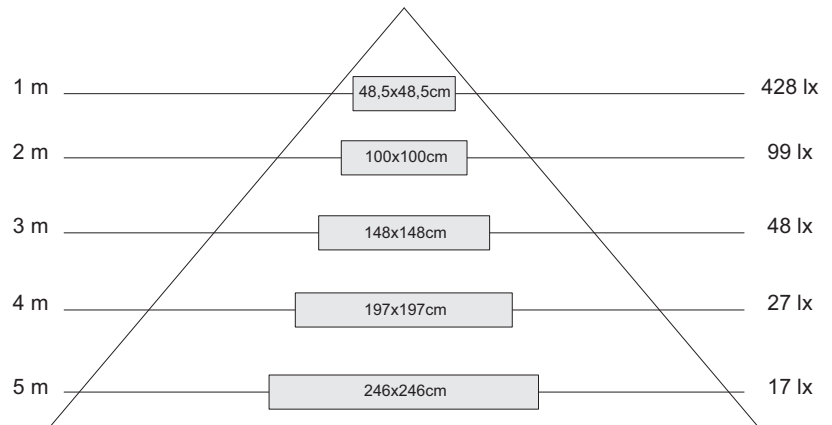 1 m 48,5x48,5cm 428 lx
2 m 100x100cm 99 lx
3 m 148x148cm 48 lx
4 m 197x197cm 27 lx
5 m 246x246cm 17 lx